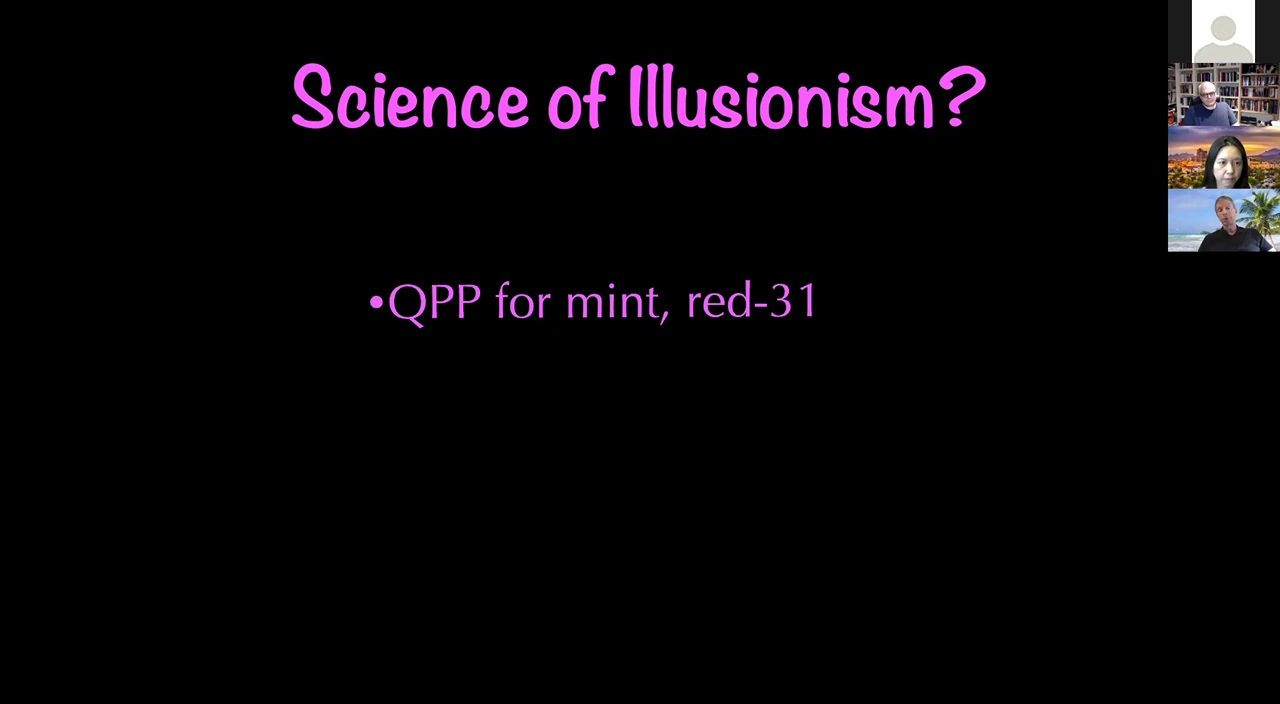 Science of Illusionism?
•QPP for mint, red-31